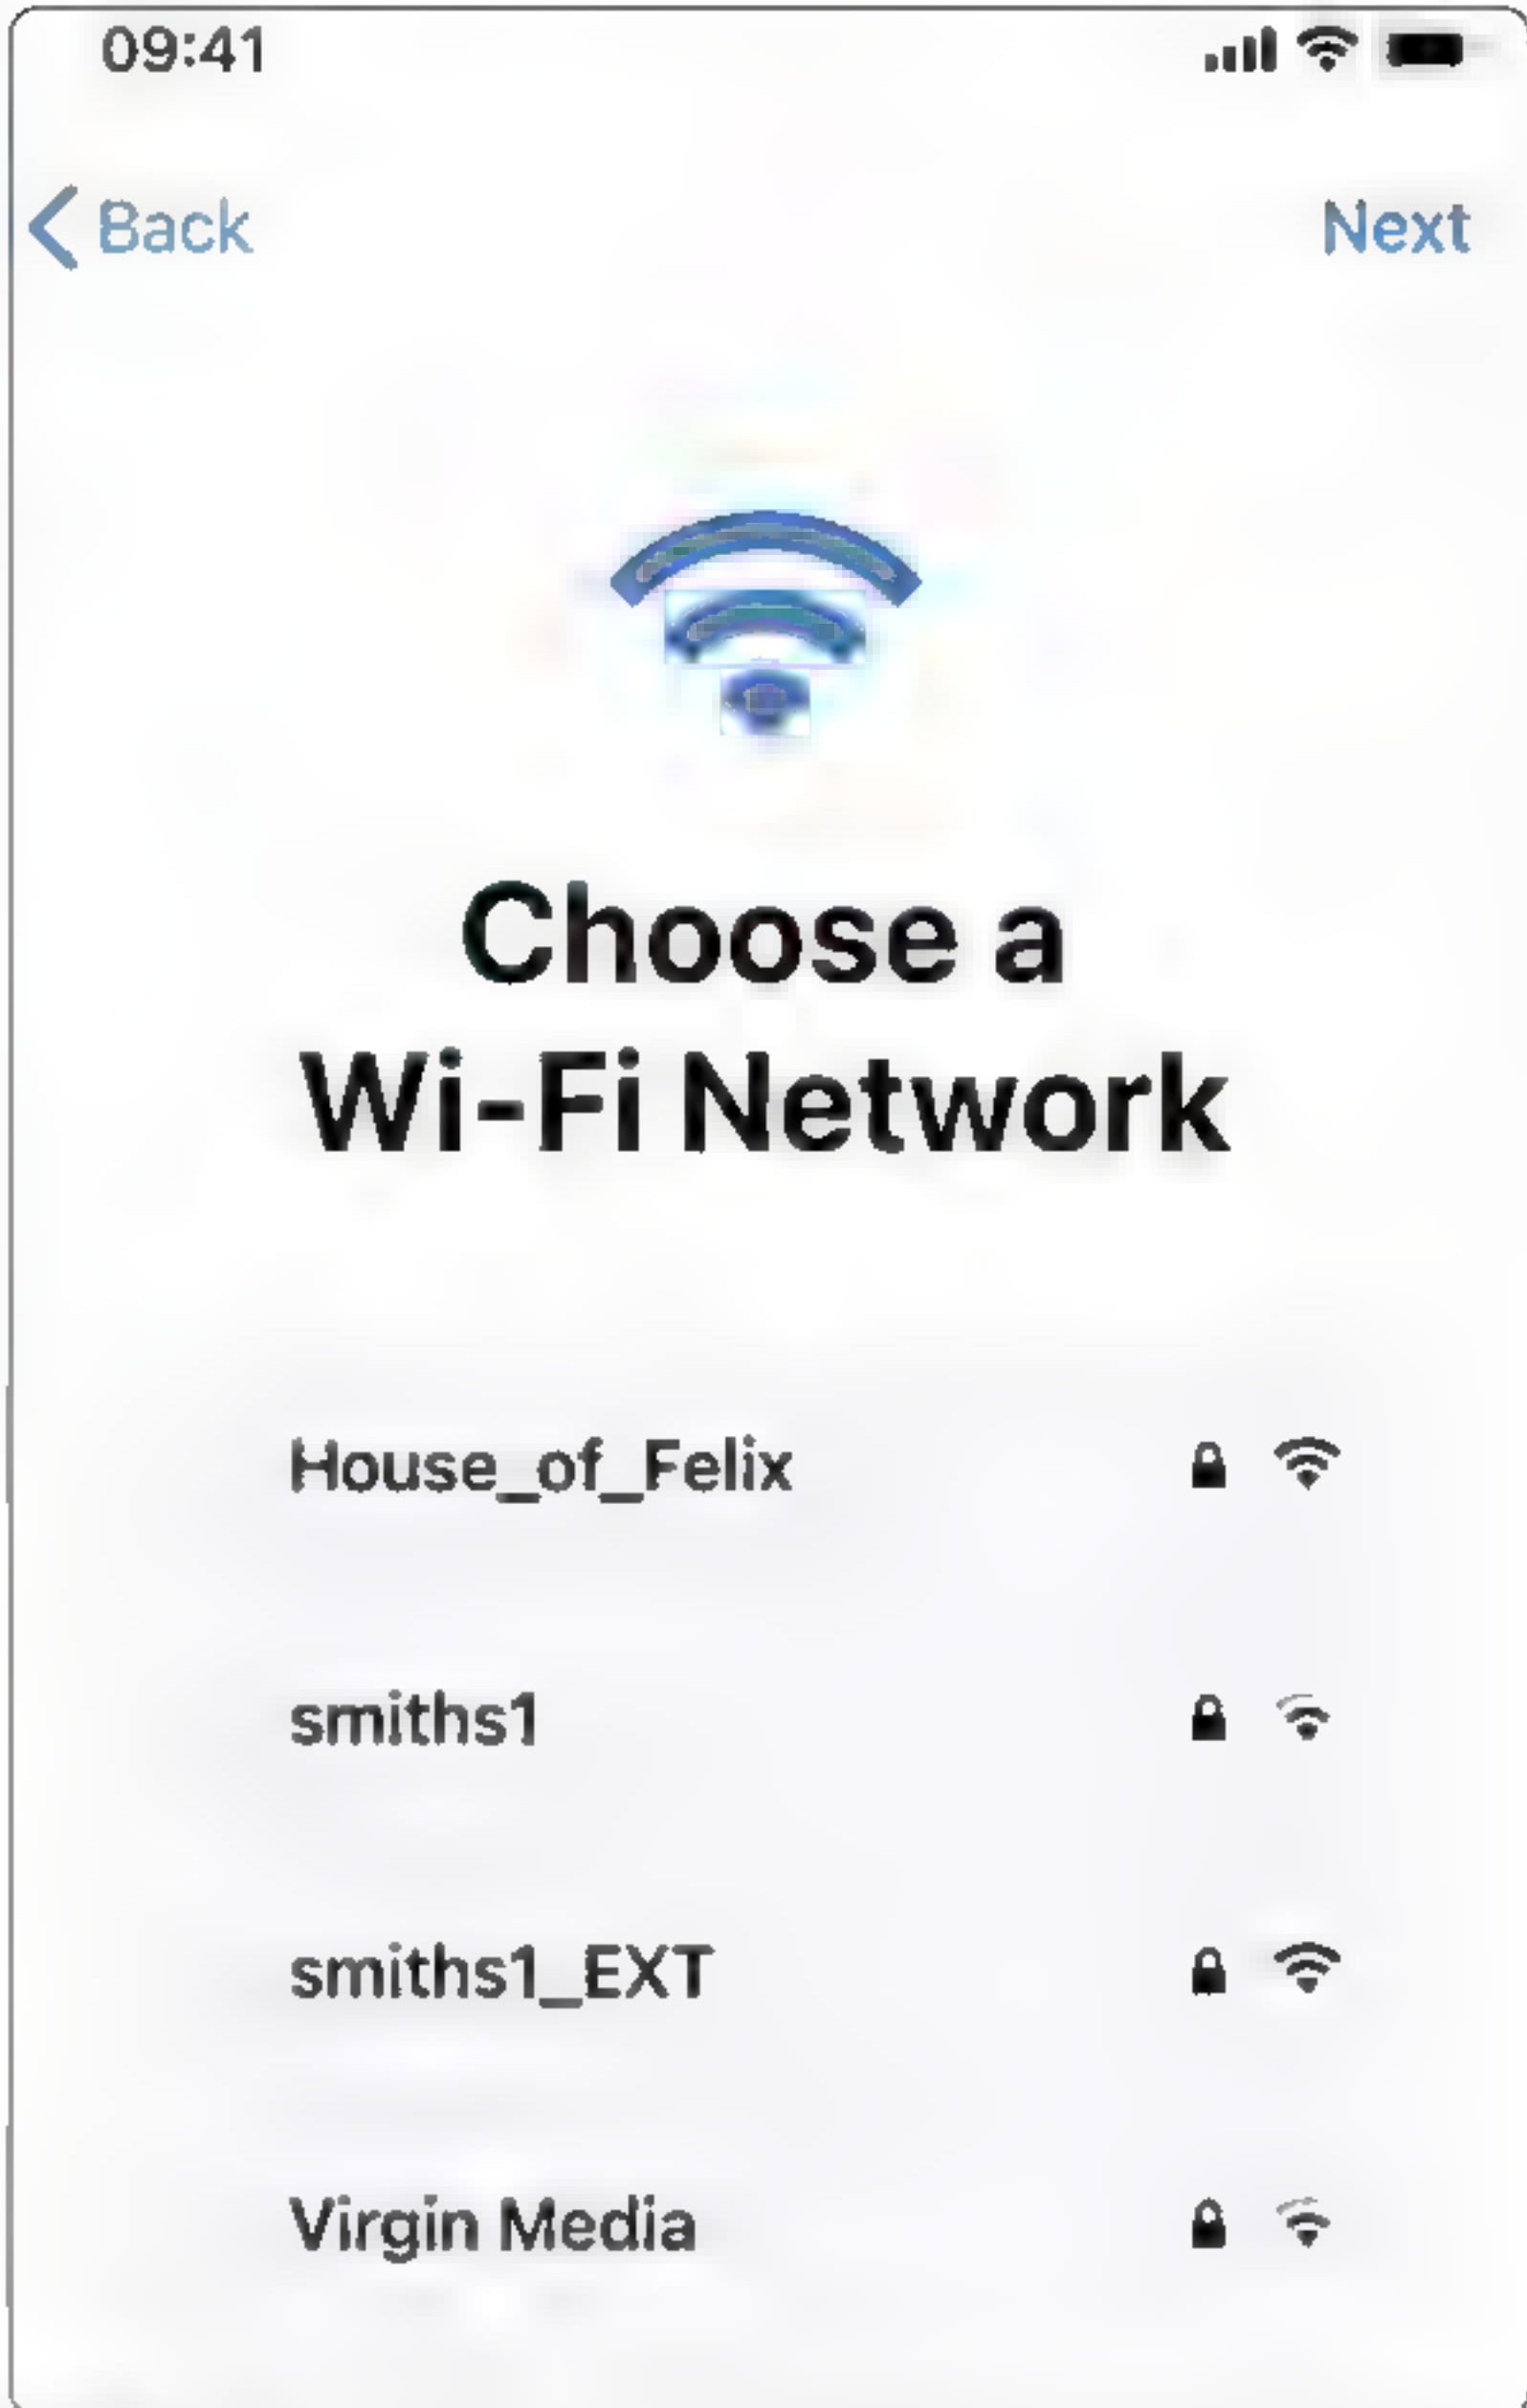 09:41
Back
Next
Choose a
Wi-Fi Network
House_of_Felix
smiths1
smiths1_EXT
Virgin Media